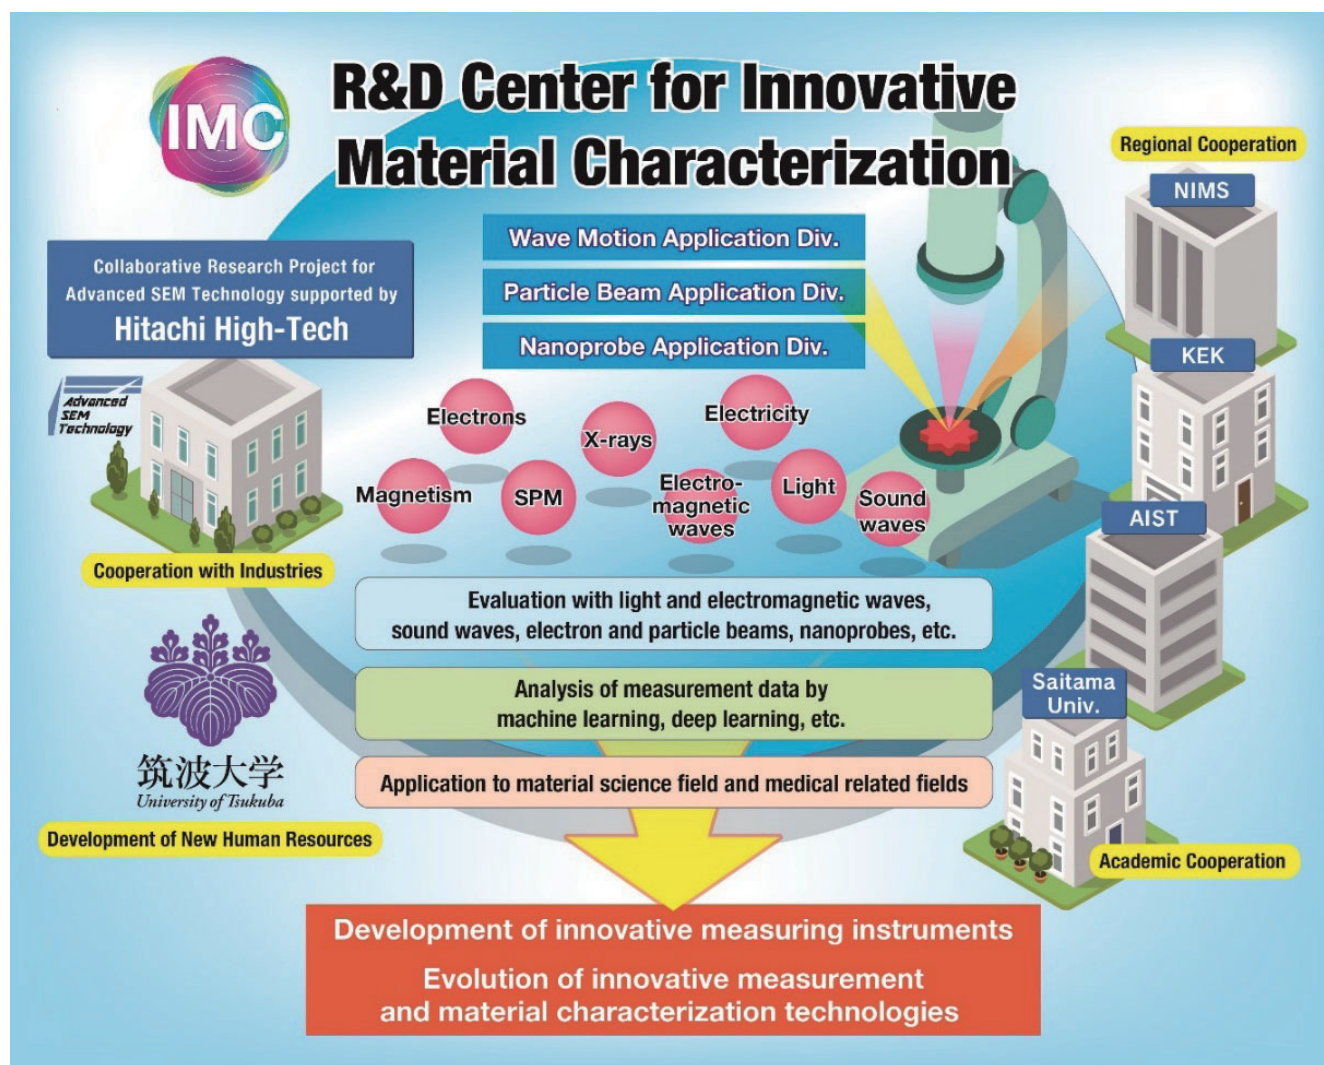 IMC
R&D Center for Innovative
Material Characterization
Regional Cooperation
NIMS
Wave Motion Application Div.
Particle Beam Application Div.
Nanoprobe Application Div.
Collaborative Research Project for
Advanced SEM Technology supported by
Hitachi High-Tech
KEK
Advanced
SEM
Technology
Electrons
X-rays
Electricity
Magnetism
SPM
Electro-
magnetic
waves
Light
Sound
waves
AIST
Cooperation with Industries
Evaluation with light and electromagnetic waves,
sound waves, electron and particle beams, nanoprobes, etc.
Analysis of measurement data by
machine learning, deep learning, etc.
Saitama
Univ.
筑波大学
University of Tsukuba
Application to material science field and medical related fields
Development of New Human Resources
Academic Cooperation
Development of innovative measuring instruments
Evolution of innovative measurement
and material characterization technologies